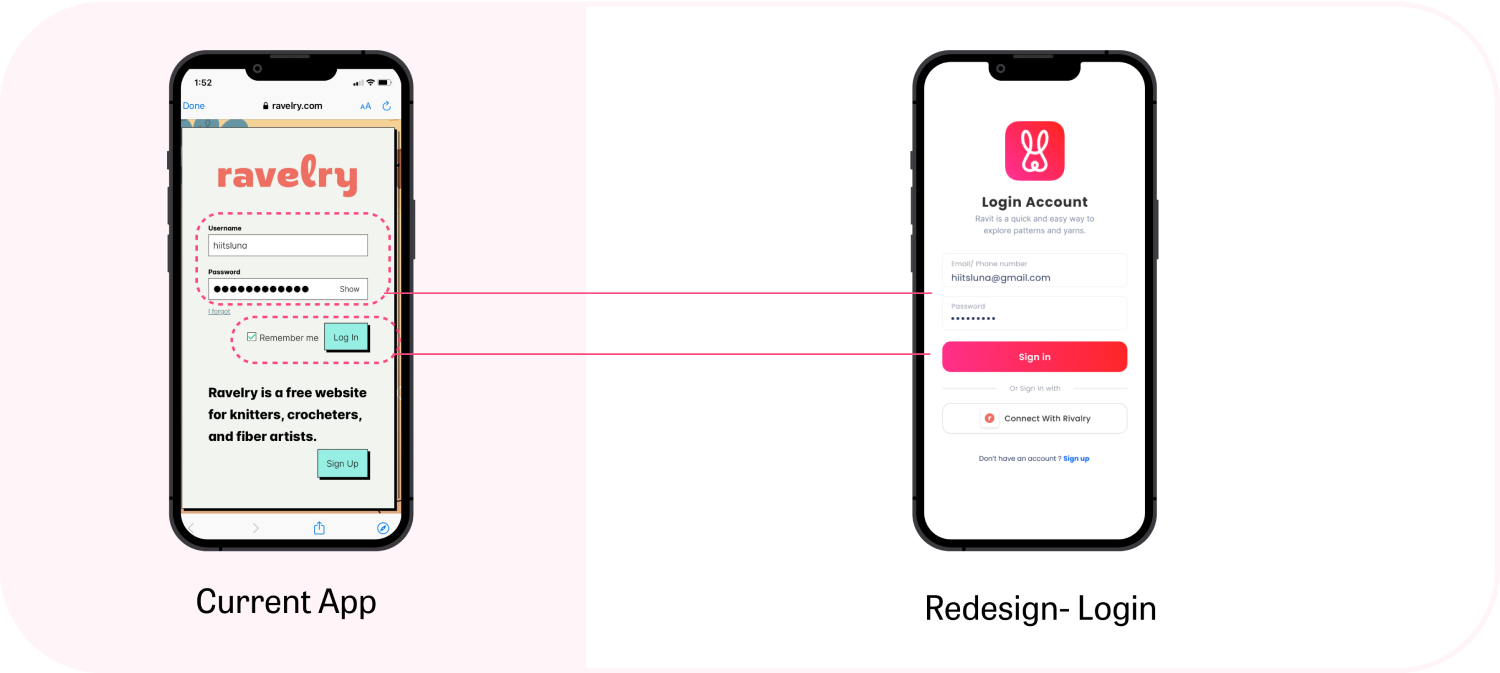 1:52
Done
ravelry.com
AA
ravelry
Username
hiitsluna
Password
Show
I forgot
Remember me
Log In
Ravelry is a free website
for knitters, crocheters,
and fiber artists.
Sign Up
Current App
Login Account
Ravit is a quick and easy way to
explore patterns and yarns.
Email/ Phone number
hiitsluna@gmail.com
Password
Sign in
Or Sign in with
r Connect With Rivalry
Don't have an account ? Sign up
Redesign- Login